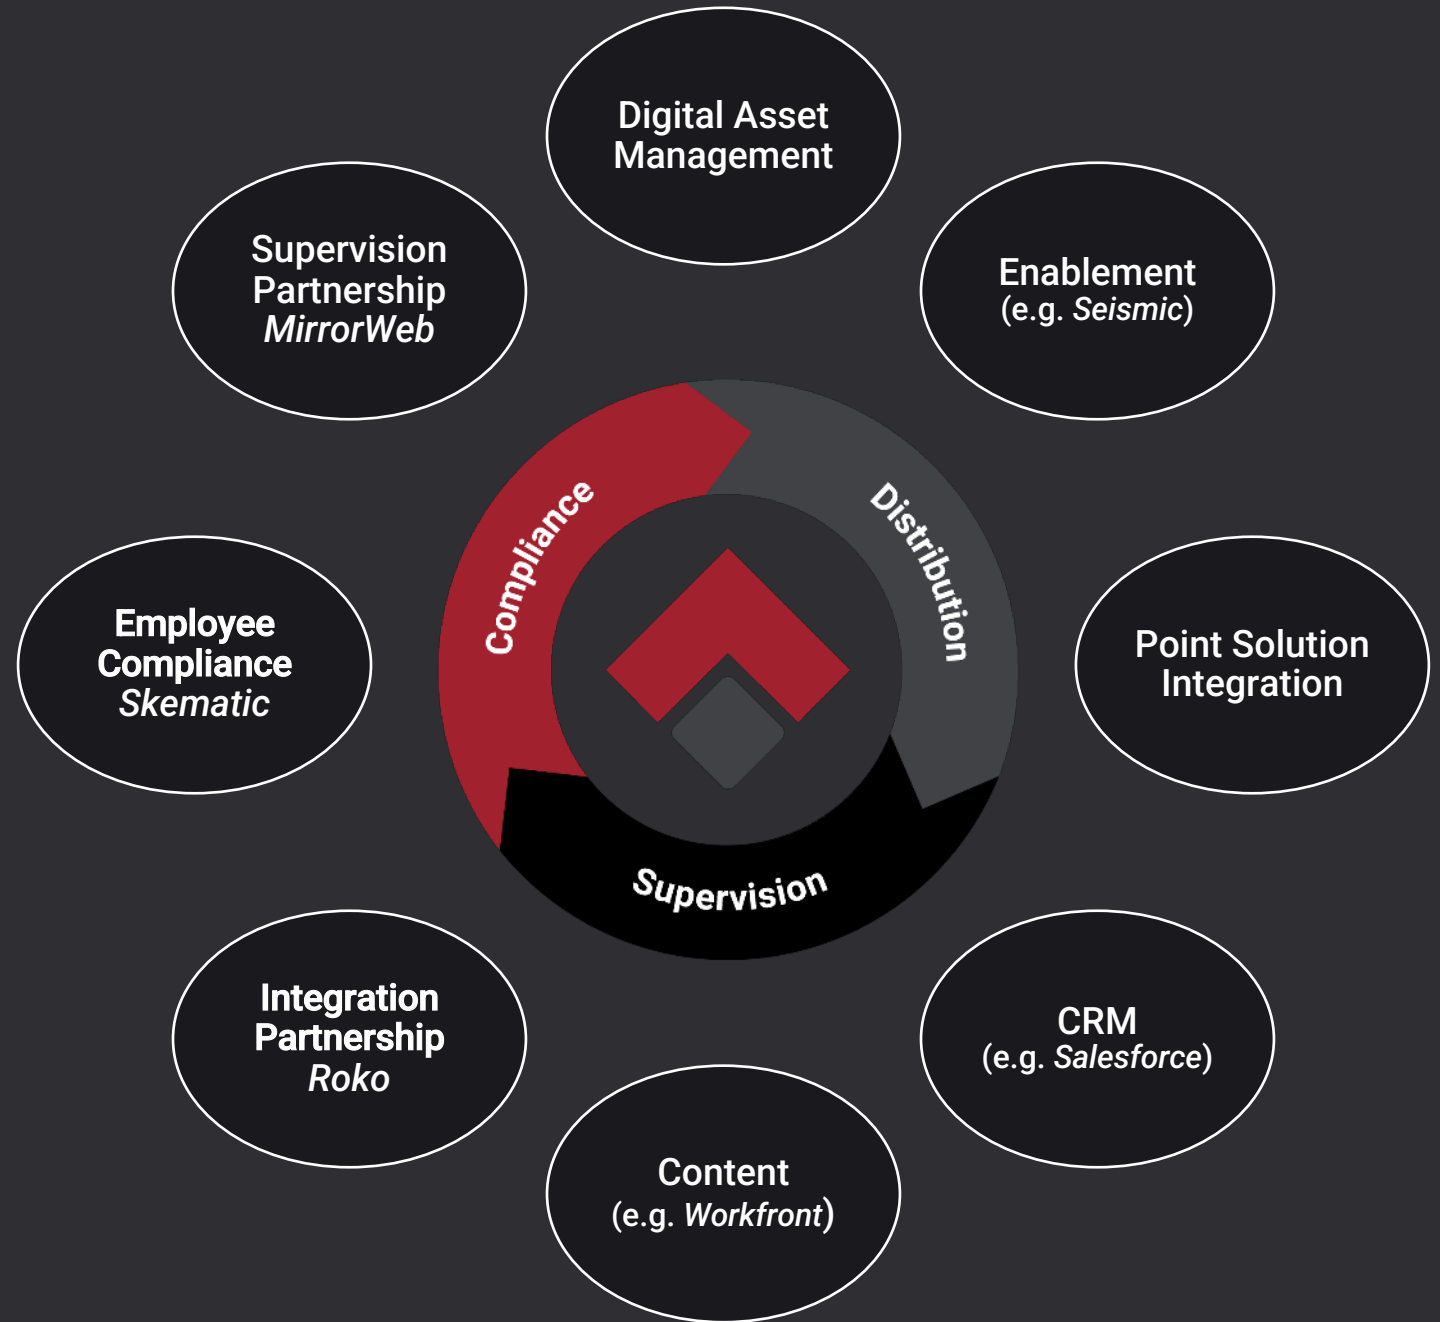 Digital Asset
Management
Supervision
Partnership
MirrorWeb
Enablement
(e.g. Seismic)
Compliance
Distribution
Employee
Compliance
Skematic
Point Solution
Integration
Supervision
Integration
Partnership
Roko
CRM
(e.g. Salesforce)
Content
(e.g. Workfront)